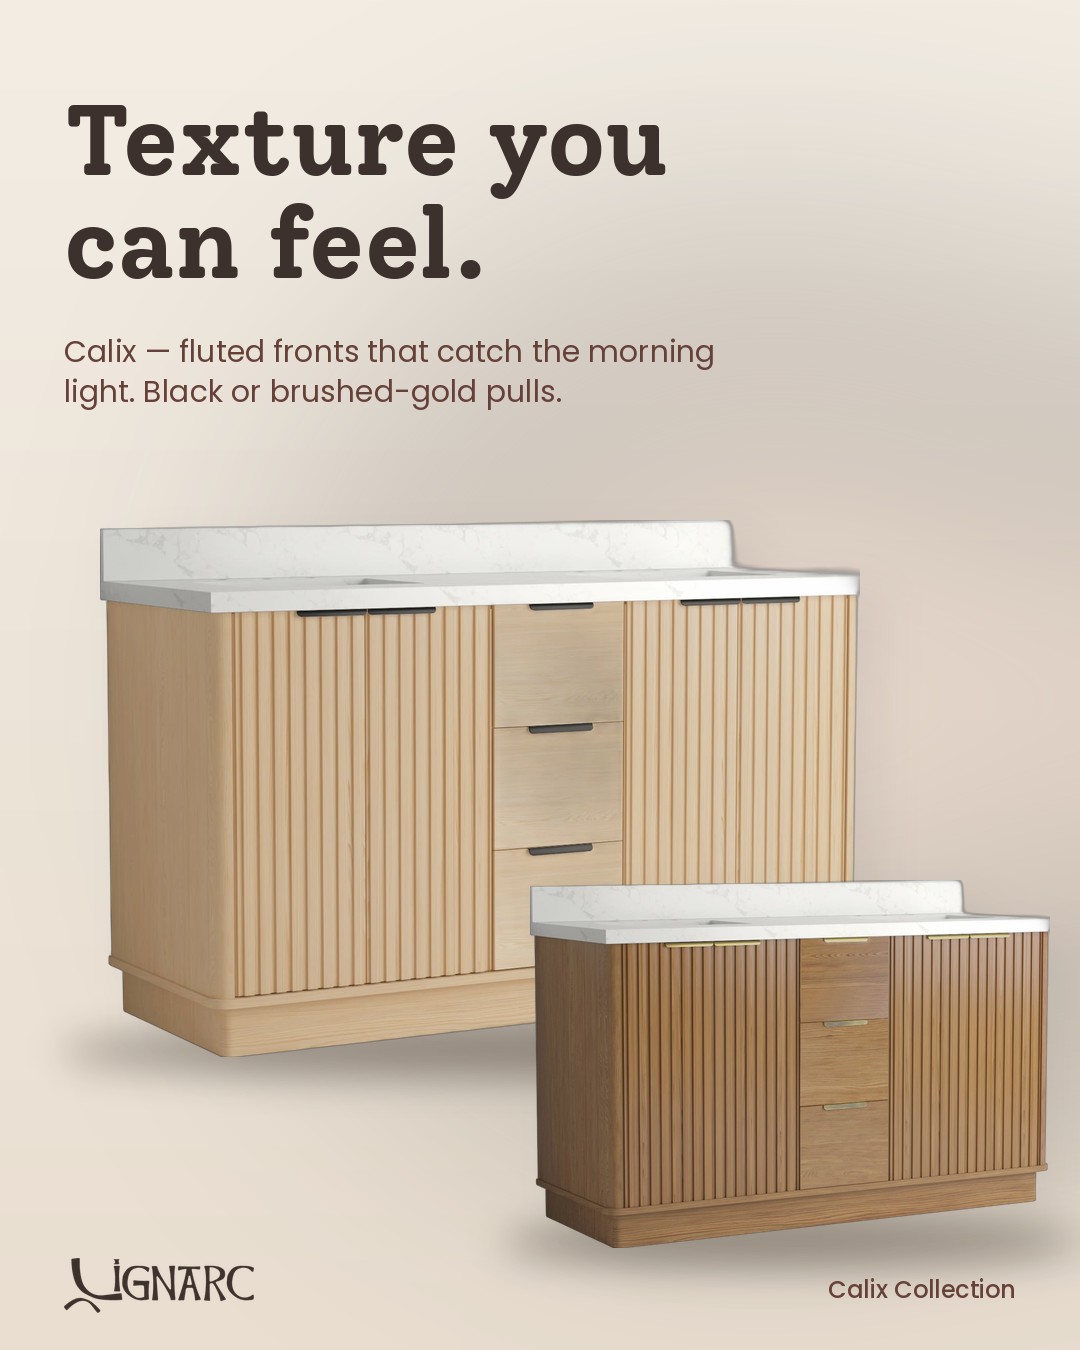 Texture you
can feel.
Calix — fluted fronts that catch the morning
light. Black or brushed-gold pulls.
LIGNARC
Calix Collection